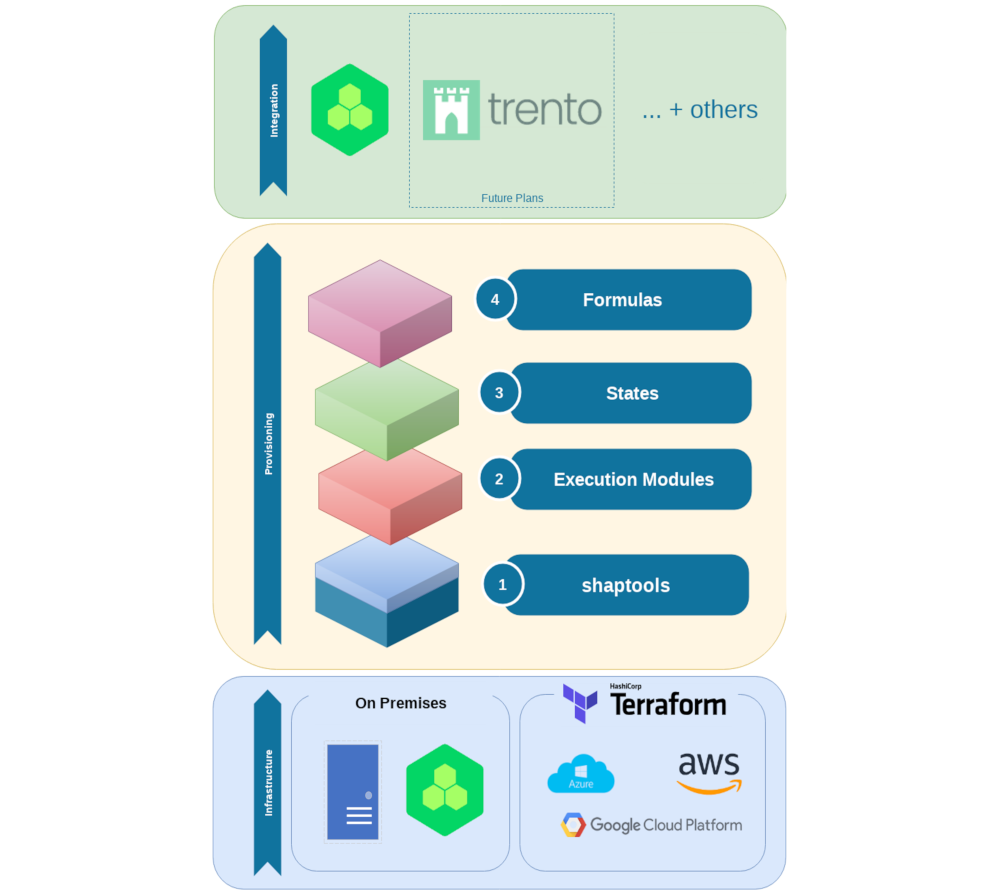 Integration
trento
... + others
Future Plans
Provisioning
4
Formulas
3
States
2
Execution Modules
1
shaptools
Infrastructure
On Premises
HashiCorp
Terraform
Azure
aws
Google Cloud Platform